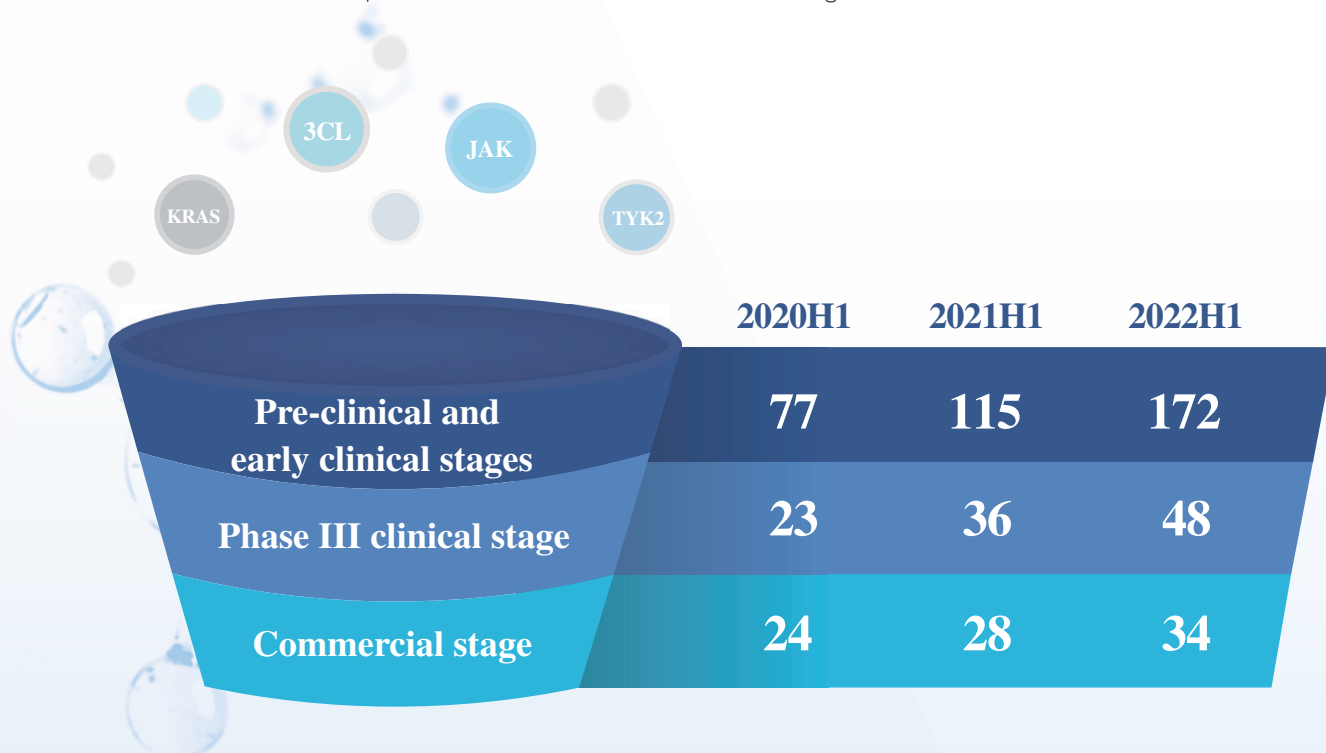 3CL
JAK
KRAS
TYK2
2020H1 2021H1 2022H1
Pre-clinical and
early clinical stages
77 115 172
Phase III clinical stage
23 36 48
Commercial stage
24 28 34